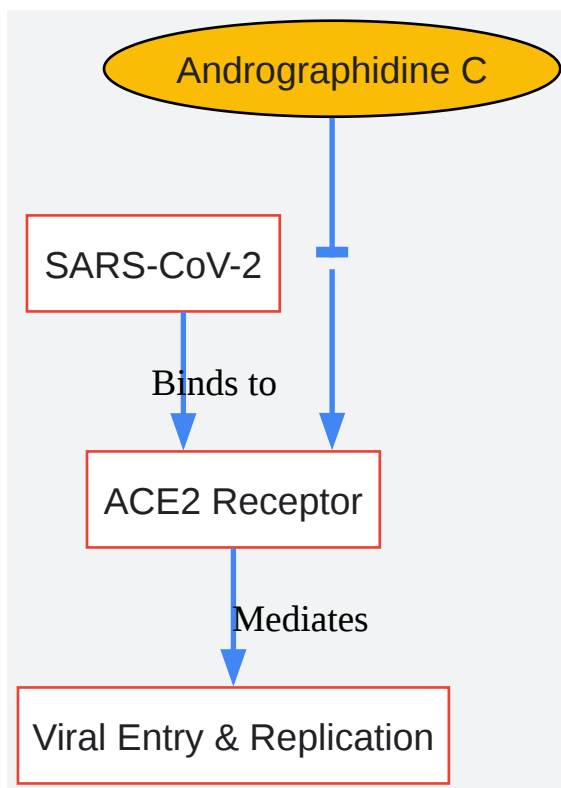 Andrographidine C
SARS-CoV-2
Binds to
ACE2 Receptor
Mediates
Viral Entry & Replication